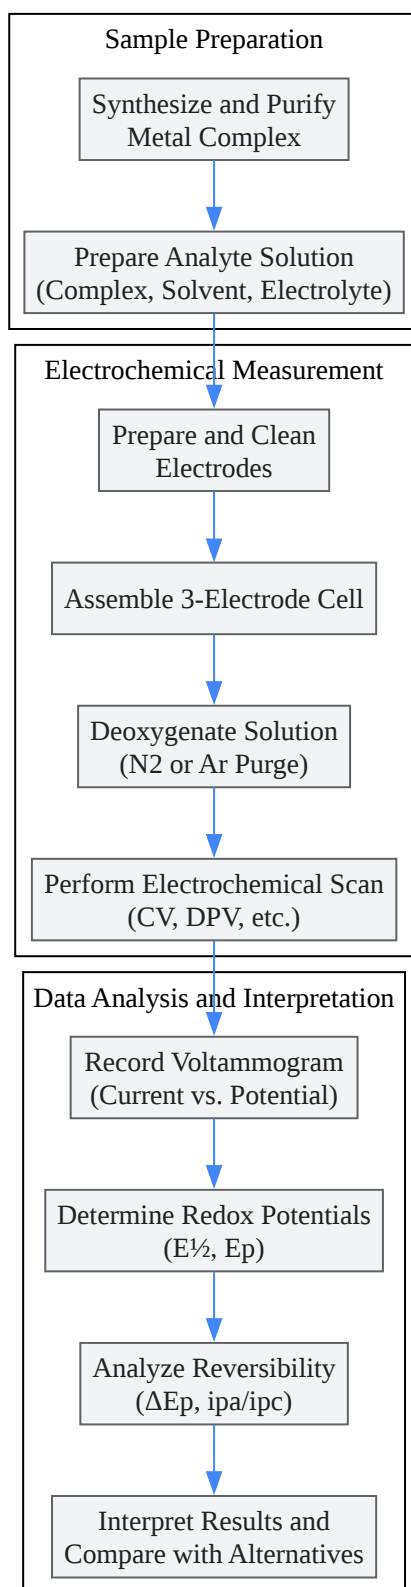 Sample Preparation
Synthesize and Purify
Metal Complex
Prepare Analyte Solution
(Complex, Solvent, Electrolyte)
Electrochemical Measurement
Prepare and Clean
Electrodes
Assemble 3-Electrode Cell
Deoxygenate Solution
(N2 or Ar Purge)
Perform Electrochemical Scan
(CV, DPV, etc.)
Data Analysis and Interpretation
Record Voltammogram
(Current vs. Potential)
Determine Redox Potentials
(E½, Ep)
Analyze Reversibility
(ΔEp, ipa/ipc)
Interpret Results and
Compare with Alternatives